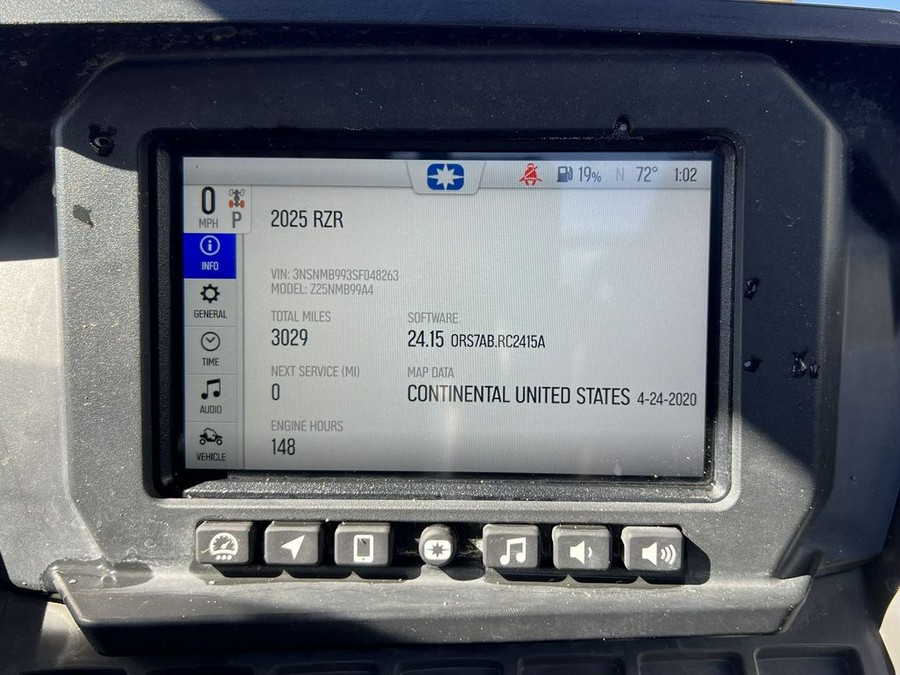 19% N 72° 1:02
0
MPH P
2025 RZR
INFO
VIN: 3NSNMB993SF048263
MODEL: Z25NMB99A4
GENERAL
TOTAL MILES
3029
SOFTWARE
24.15 ORS7AB.RC2415A
TIME
NEXT SERVICE (MI)
0
MAP DATA
CONTINENTAL UNITED STATES 4-24-2020
AUDIO
ENGINE HOURS
148
VEHICLE